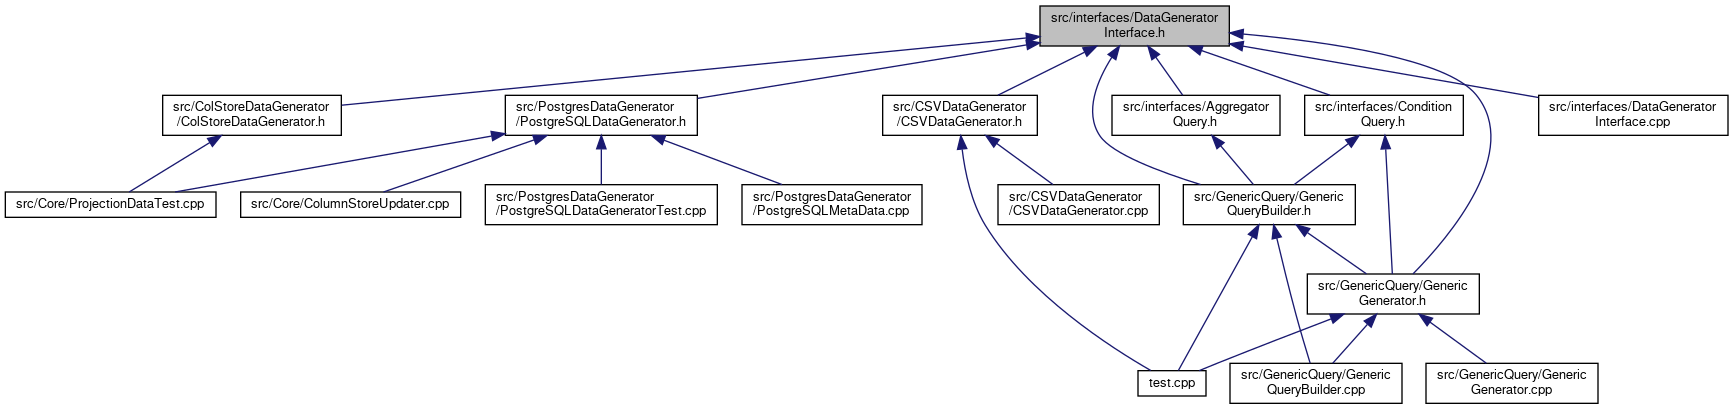 src/interfaces/DataGenerator
Interface.h
src/ColStoreDataGenerator
/ColStoreDataGenerator.h
src/PostgresDataGenerator
/PostgreSQLDataGenerator.h
src/CSVDataGenerator
/CSVDataGenerator.h
src/interfaces/Aggregator
Query.h
src/interfaces/Condition
Query.h
src/interfaces/DataGenerator
Interface.cpp
src/Core/ProjectionDataTest.cpp
src/Core/ColumnStoreUpdater.cpp
src/PostgresDataGenerator
/PostgreSQLDataGeneratorTest.cpp
src/PostgresDataGenerator
/PostgreSQLMetaData.cpp
src/CSVDataGenerator
/CSVDataGenerator.cpp
src/GenericQuery/Generic
QueryBuilder.h
src/GenericQuery/Generic
Generator.h
test.cpp
src/GenericQuery/Generic
QueryBuilder.cpp
src/GenericQuery/Generic
Generator.cpp